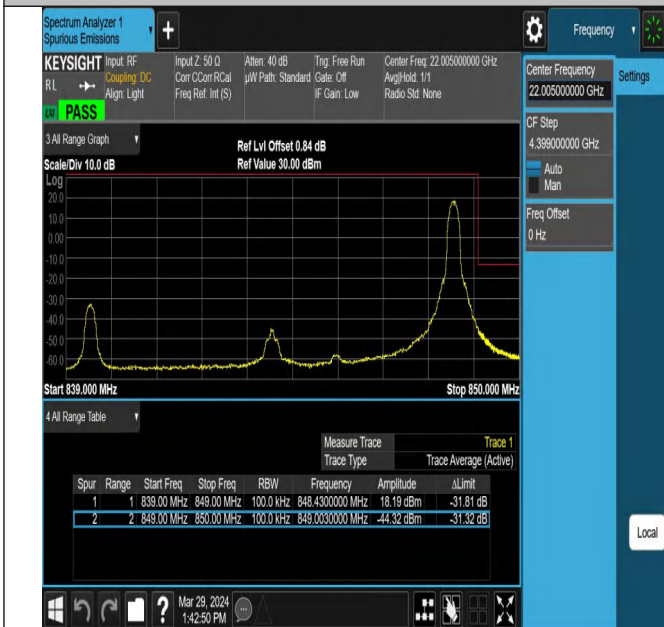 Spectrum Analyzer 1
Spurious Emissions
+
Frequency
KEYSIGHT
RL
Input: RF
Coupling: DC
Align: Light
Input Z: 50 Ω
Corr CCorr RCal
Freq Ref: Int (S)
Atten: 40 dB
µW Path: Standard
Trig: Free Run
Gate: Off
IF Gain: Low
Center Freq: 22.005000000 GHz
Avg|Hold: 1/1
Radio Std: None
PASS
Center Frequency
22.005000000 GHz
Settings
CF Step
4.399000000 GHz
Auto
Man
Freq Offset
0 Hz
3 All Range Graph
Scale/Div 10.0 dB
Ref Lvl Offset 0.84 dB
Ref Value 30.00 dBm
Log
20.0
10.0
0.00
-10.0
-20.0
-30.0
-40.0
-50.0
-60.0
Start 839.000 MHz
Stop 850.000 MHz
4 All Range Table
Measure Trace Trace 1
Trace Type Trace Average (Active)
Spur Range Start Freq Stop Freq RBW Frequency Amplitude ΔLimit
1 1 839.00 MHz 849.00 MHz 100.0 kHz 848.4300000 MHz 18.19 dBm -31.81 dB
2 2 849.00 MHz 850.00 MHz 100.0 kHz 849.0030000 MHz -44.32 dBm -31.32 dB
Local
?
Mar 29, 2024
1:42:50 PM